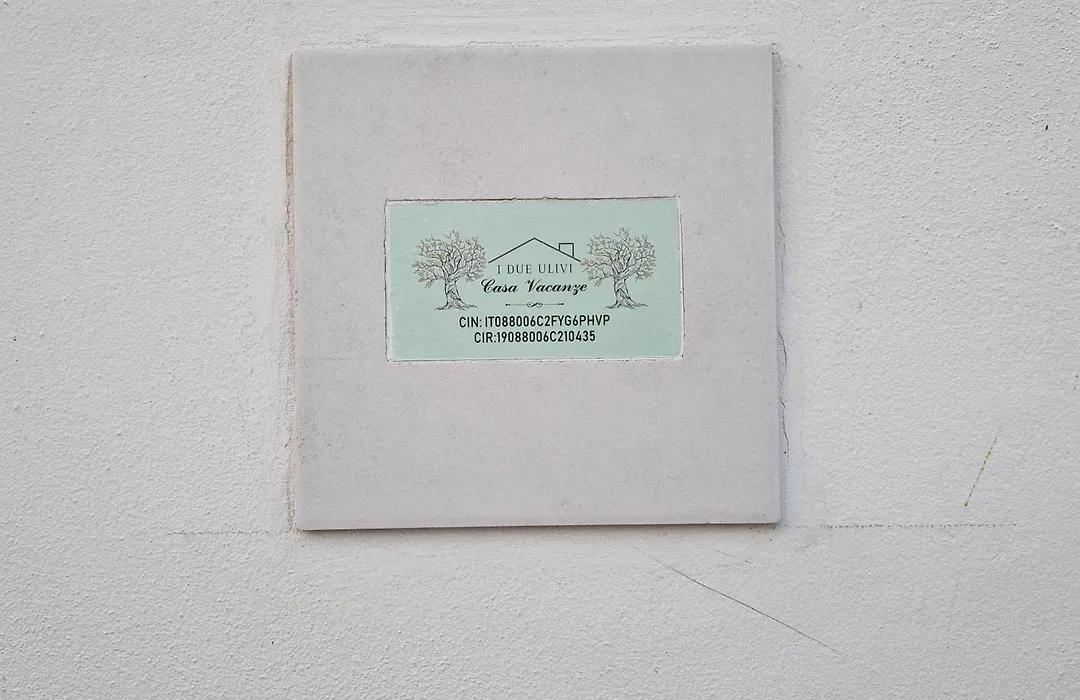 I DUE ULIVI
Casa Vacanze
CIN: IT088006C2FYG6PHVP
CIR:19088006C210435